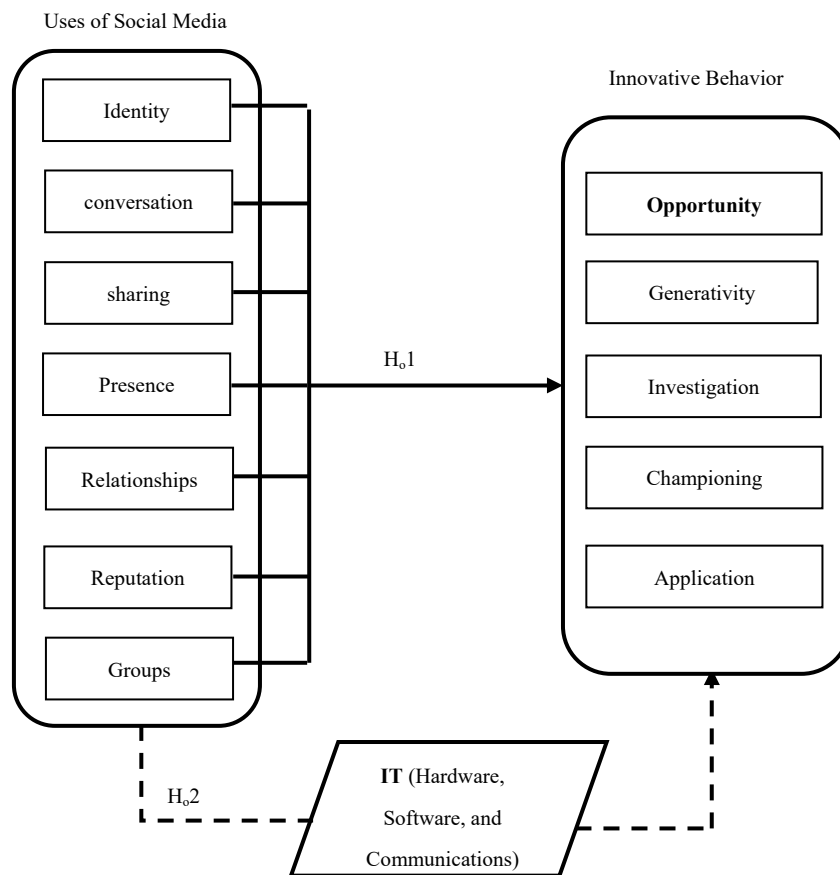 Uses of Social Media
Identity
conversation
sharing
Presence
Relationships
Reputation
Groups
Hₒ1
Innovative Behavior
Opportunity
Generativity
Investigation
Championing
Application
Hₒ2
IT (Hardware,
Software, and
Communications)